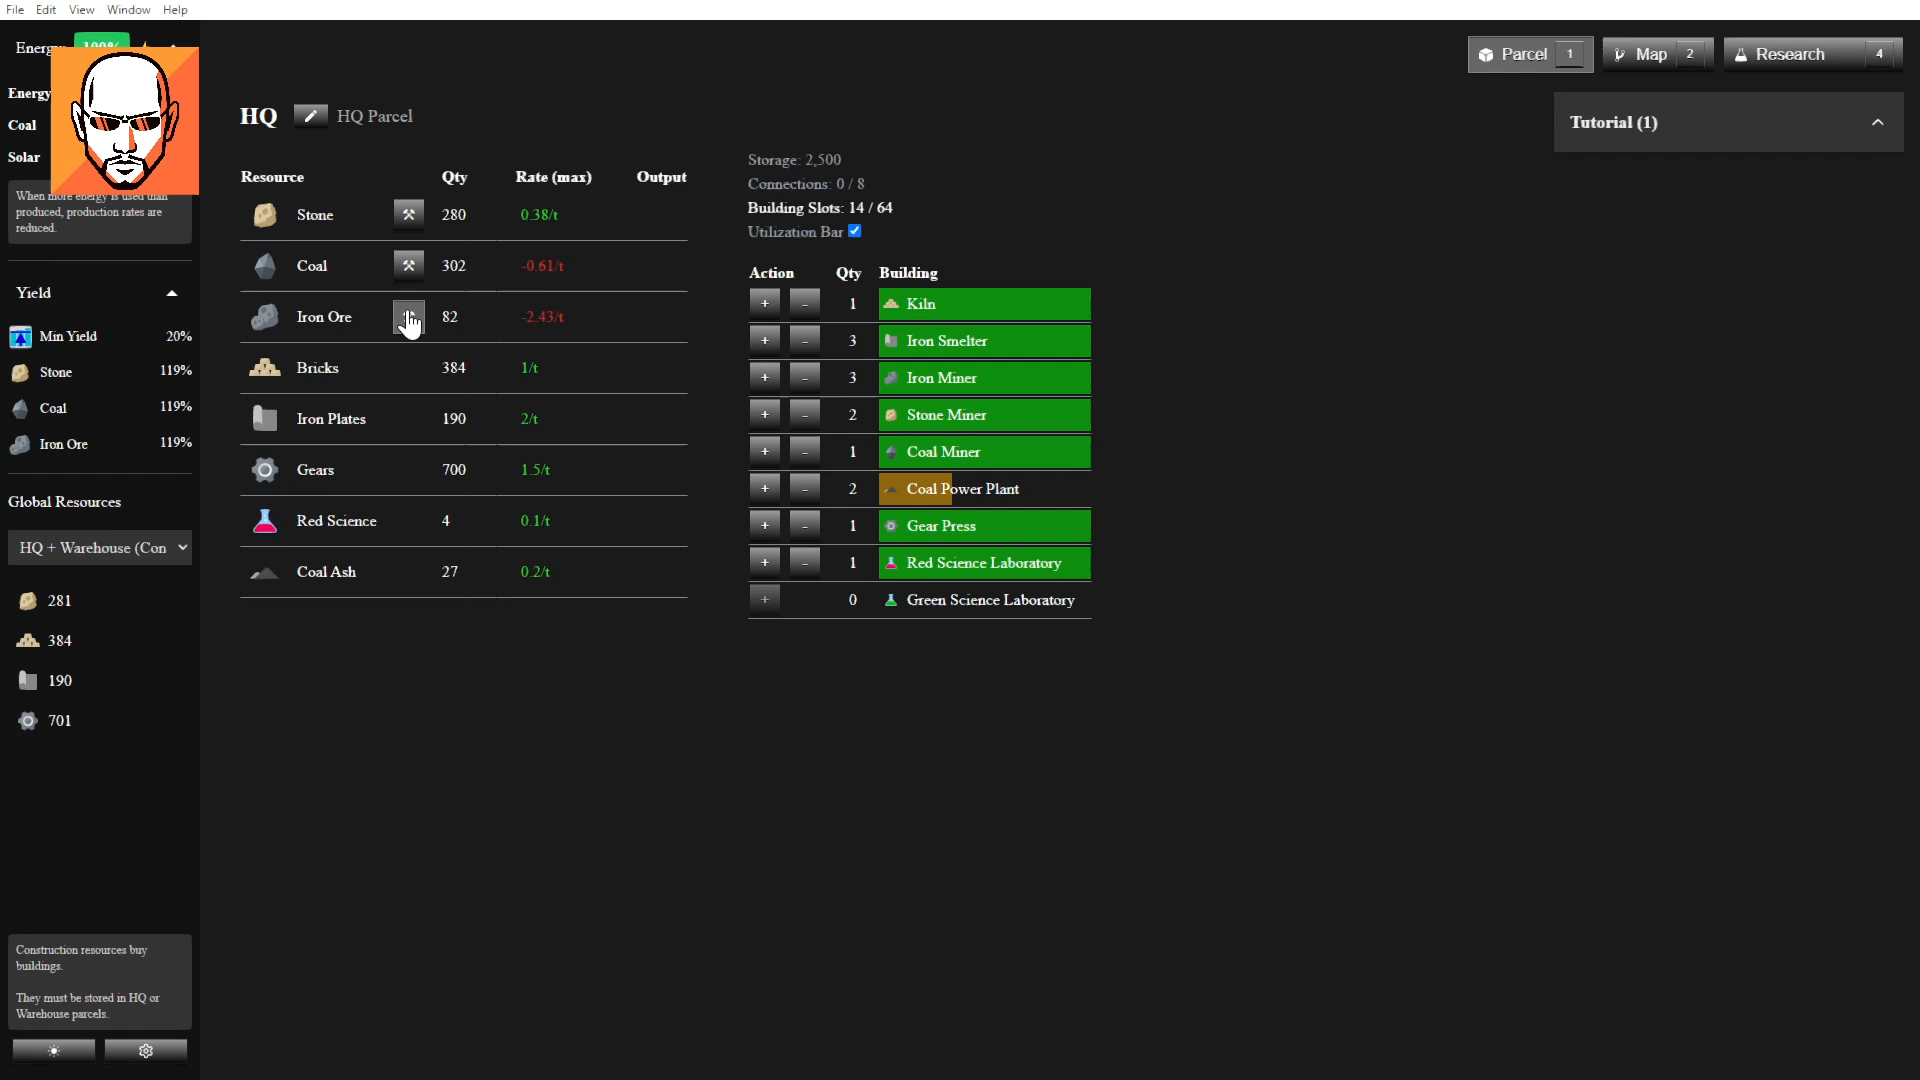 File Edit View Window Help
Parcel 1 Map 2 Research 4
Energy
Energy
Coal
Solar
When more energy is used than
produced, production rates are
reduced.
Yield
Min Yield 20%
Stone 119%
Coal 119%
Iron Ore 119%
Global Resources
HQ + Warehouse (Con
281
384
190
701
Construction resources buy
buildings.
They must be stored in HQ or
Warehouse parcels.
HQ HQ Parcel
Resource Qty Rate (max) Output
Stone 280 0.38/t
Coal 302 -0.61/t
Iron Ore 82 -2.43/t
Bricks 384 1/t
Iron Plates 190 2/t
Gears 700 1.5/t
Red Science 4 0.1/t
Coal Ash 27 0.2/t
Storage: 2,500
Connections: 0 / 8
Building Slots: 14 / 64
Utilization Bar
Action Qty Building
+ - 1 Kiln
+ - 3 Iron Smelter
+ - 3 Iron Miner
+ - 2 Stone Miner
+ - 1 Coal Miner
+ - 2 Coal Power Plant
+ - 1 Gear Press
+ - 1 Red Science Laboratory
+ 0 Green Science Laboratory
Tutorial (1)